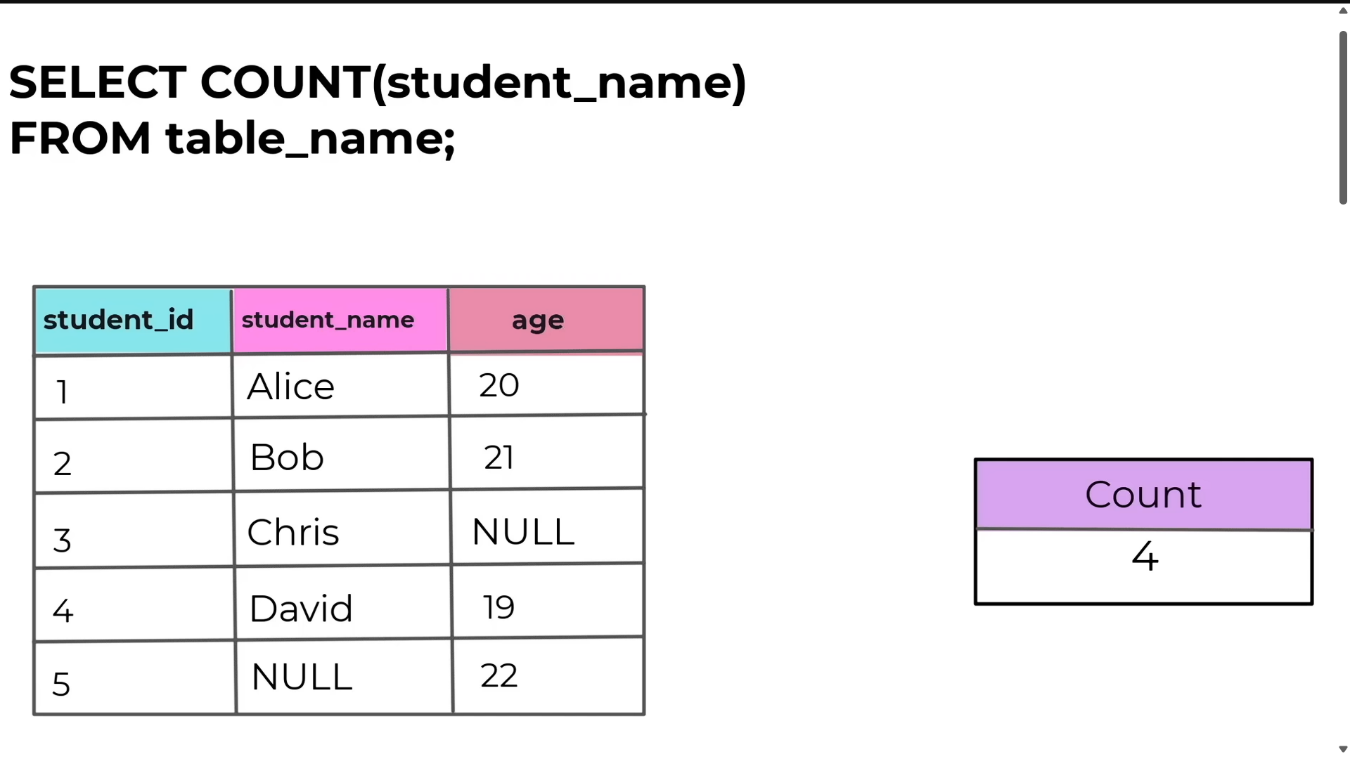 SELECT COUNT(student_name)
FROM table_name;
student_id student_name age
1 Alice 20
2 Bob 21
3 Chris NULL
4 David 19
5 NULL 22
Count
4